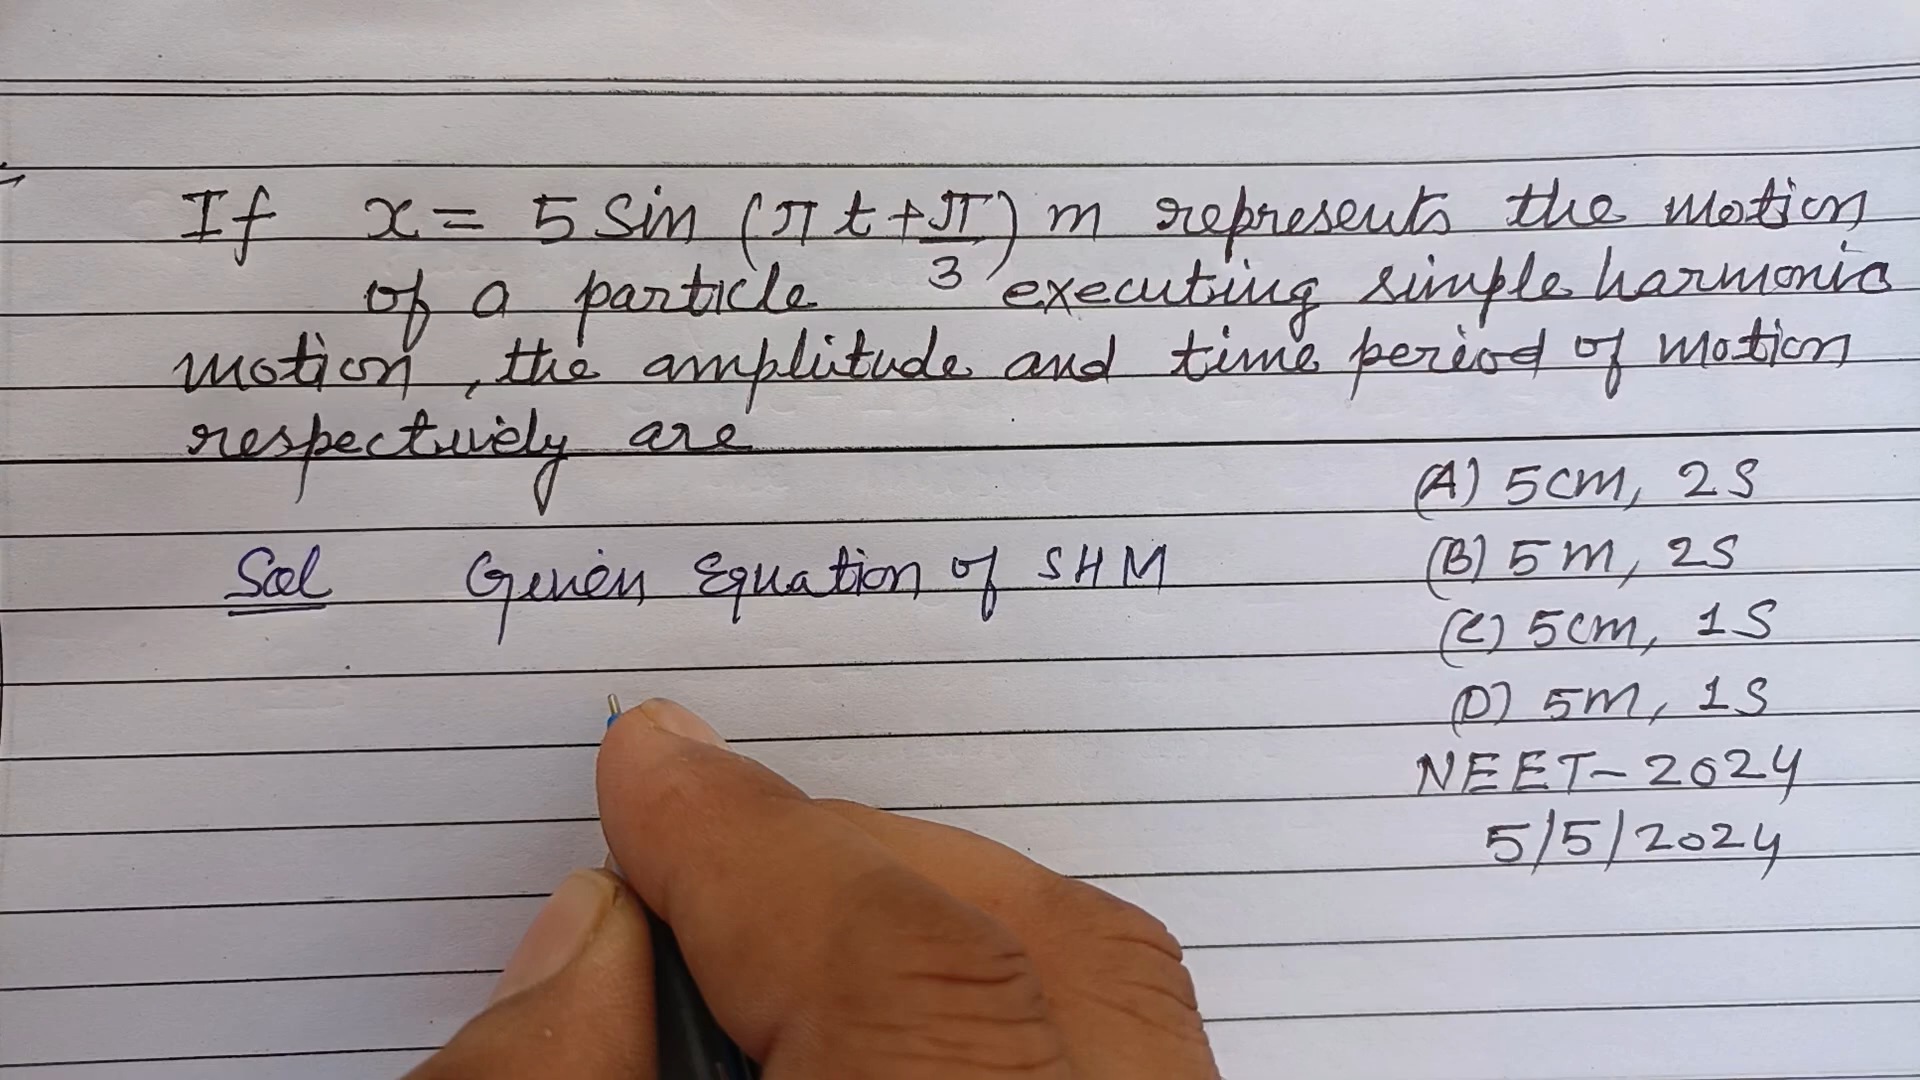 If x = 5 Sin (π t + π/3) m represents the motion
of a particle executing simple harmonic
motion, the amplitude and time period of motion
respectively are
(A) 5cm, 2S
(B) 5m, 2S
(C) 5cm, 1S
(D) 5m, 1S
NEET-2024
5/5/2024
Sol Given Equation of SHM